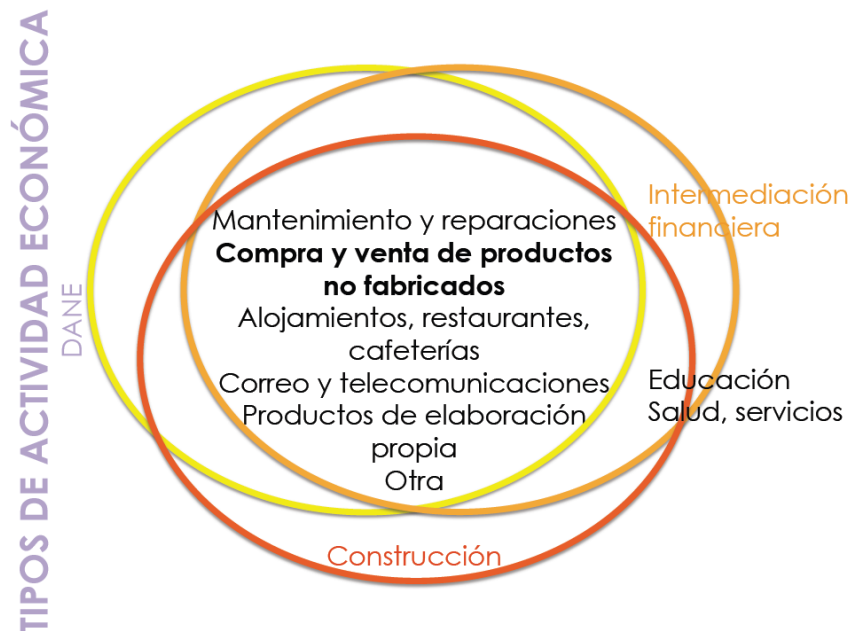 TIPOS DE ACTIVIDAD ECONÓMICA
DANE
Mantenimiento y reparaciones
Compra y venta de productos
no fabricados
Alojamientos, restaurantes,
cafeterías
Correo y telecomunicaciones
Productos de elaboración
propia
Otra
Intermediación
financiera
Educación
Salud, servicios
Construcción